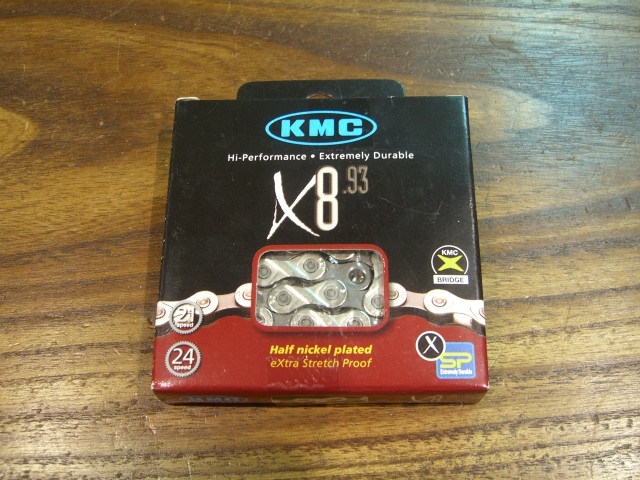 KMC
Hi-Performance • Extremely Durable
X8.93
KMC
BRIDGE
21
speed
24
speed
Half nickel plated
eXtra Stretch Proof
X
SP
Extremely Durable
KMC